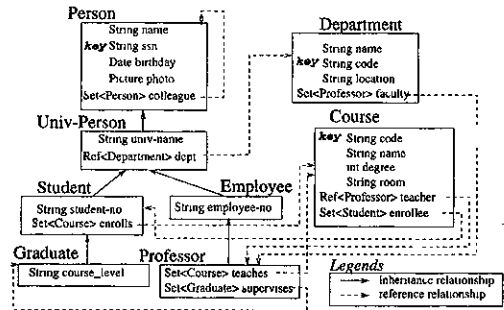 Person
String name
key String ssn
Date birthday
Picture photo
Set<Person> colleague
Department
String name
key String code
String location
Set<Professor> faculty
Univ-Person
String univ-name
Ref<Department> dept
Course
key String code
String name
int degree
String room
Ref<Professor> teacher
Set<Student> enrollee
Student
String student-no
Set<Course> enrolls
Employee
String employee-no
Graduate
String course_level
Professor
Set<Course> teaches
Set<Graduate> supervises
Legends
inheritance relationship
reference relationship